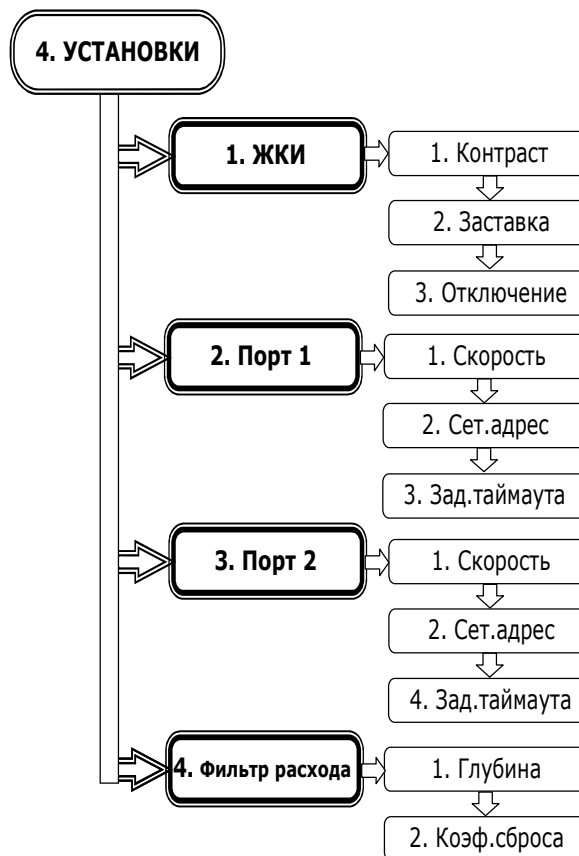 4. УСТАНОВКИ
1. ЖКИ
1. Контраст
2. Заставка
3. Отключение
2. Порт 1
1. Скорость
2. Сет.адрес
3. Зад.таймаута
3. Порт 2
1. Скорость
2. Сет.адрес
4. Зад.таймаута
4. Фильтр расхода
1. Глубина
2. Коэф.сброса